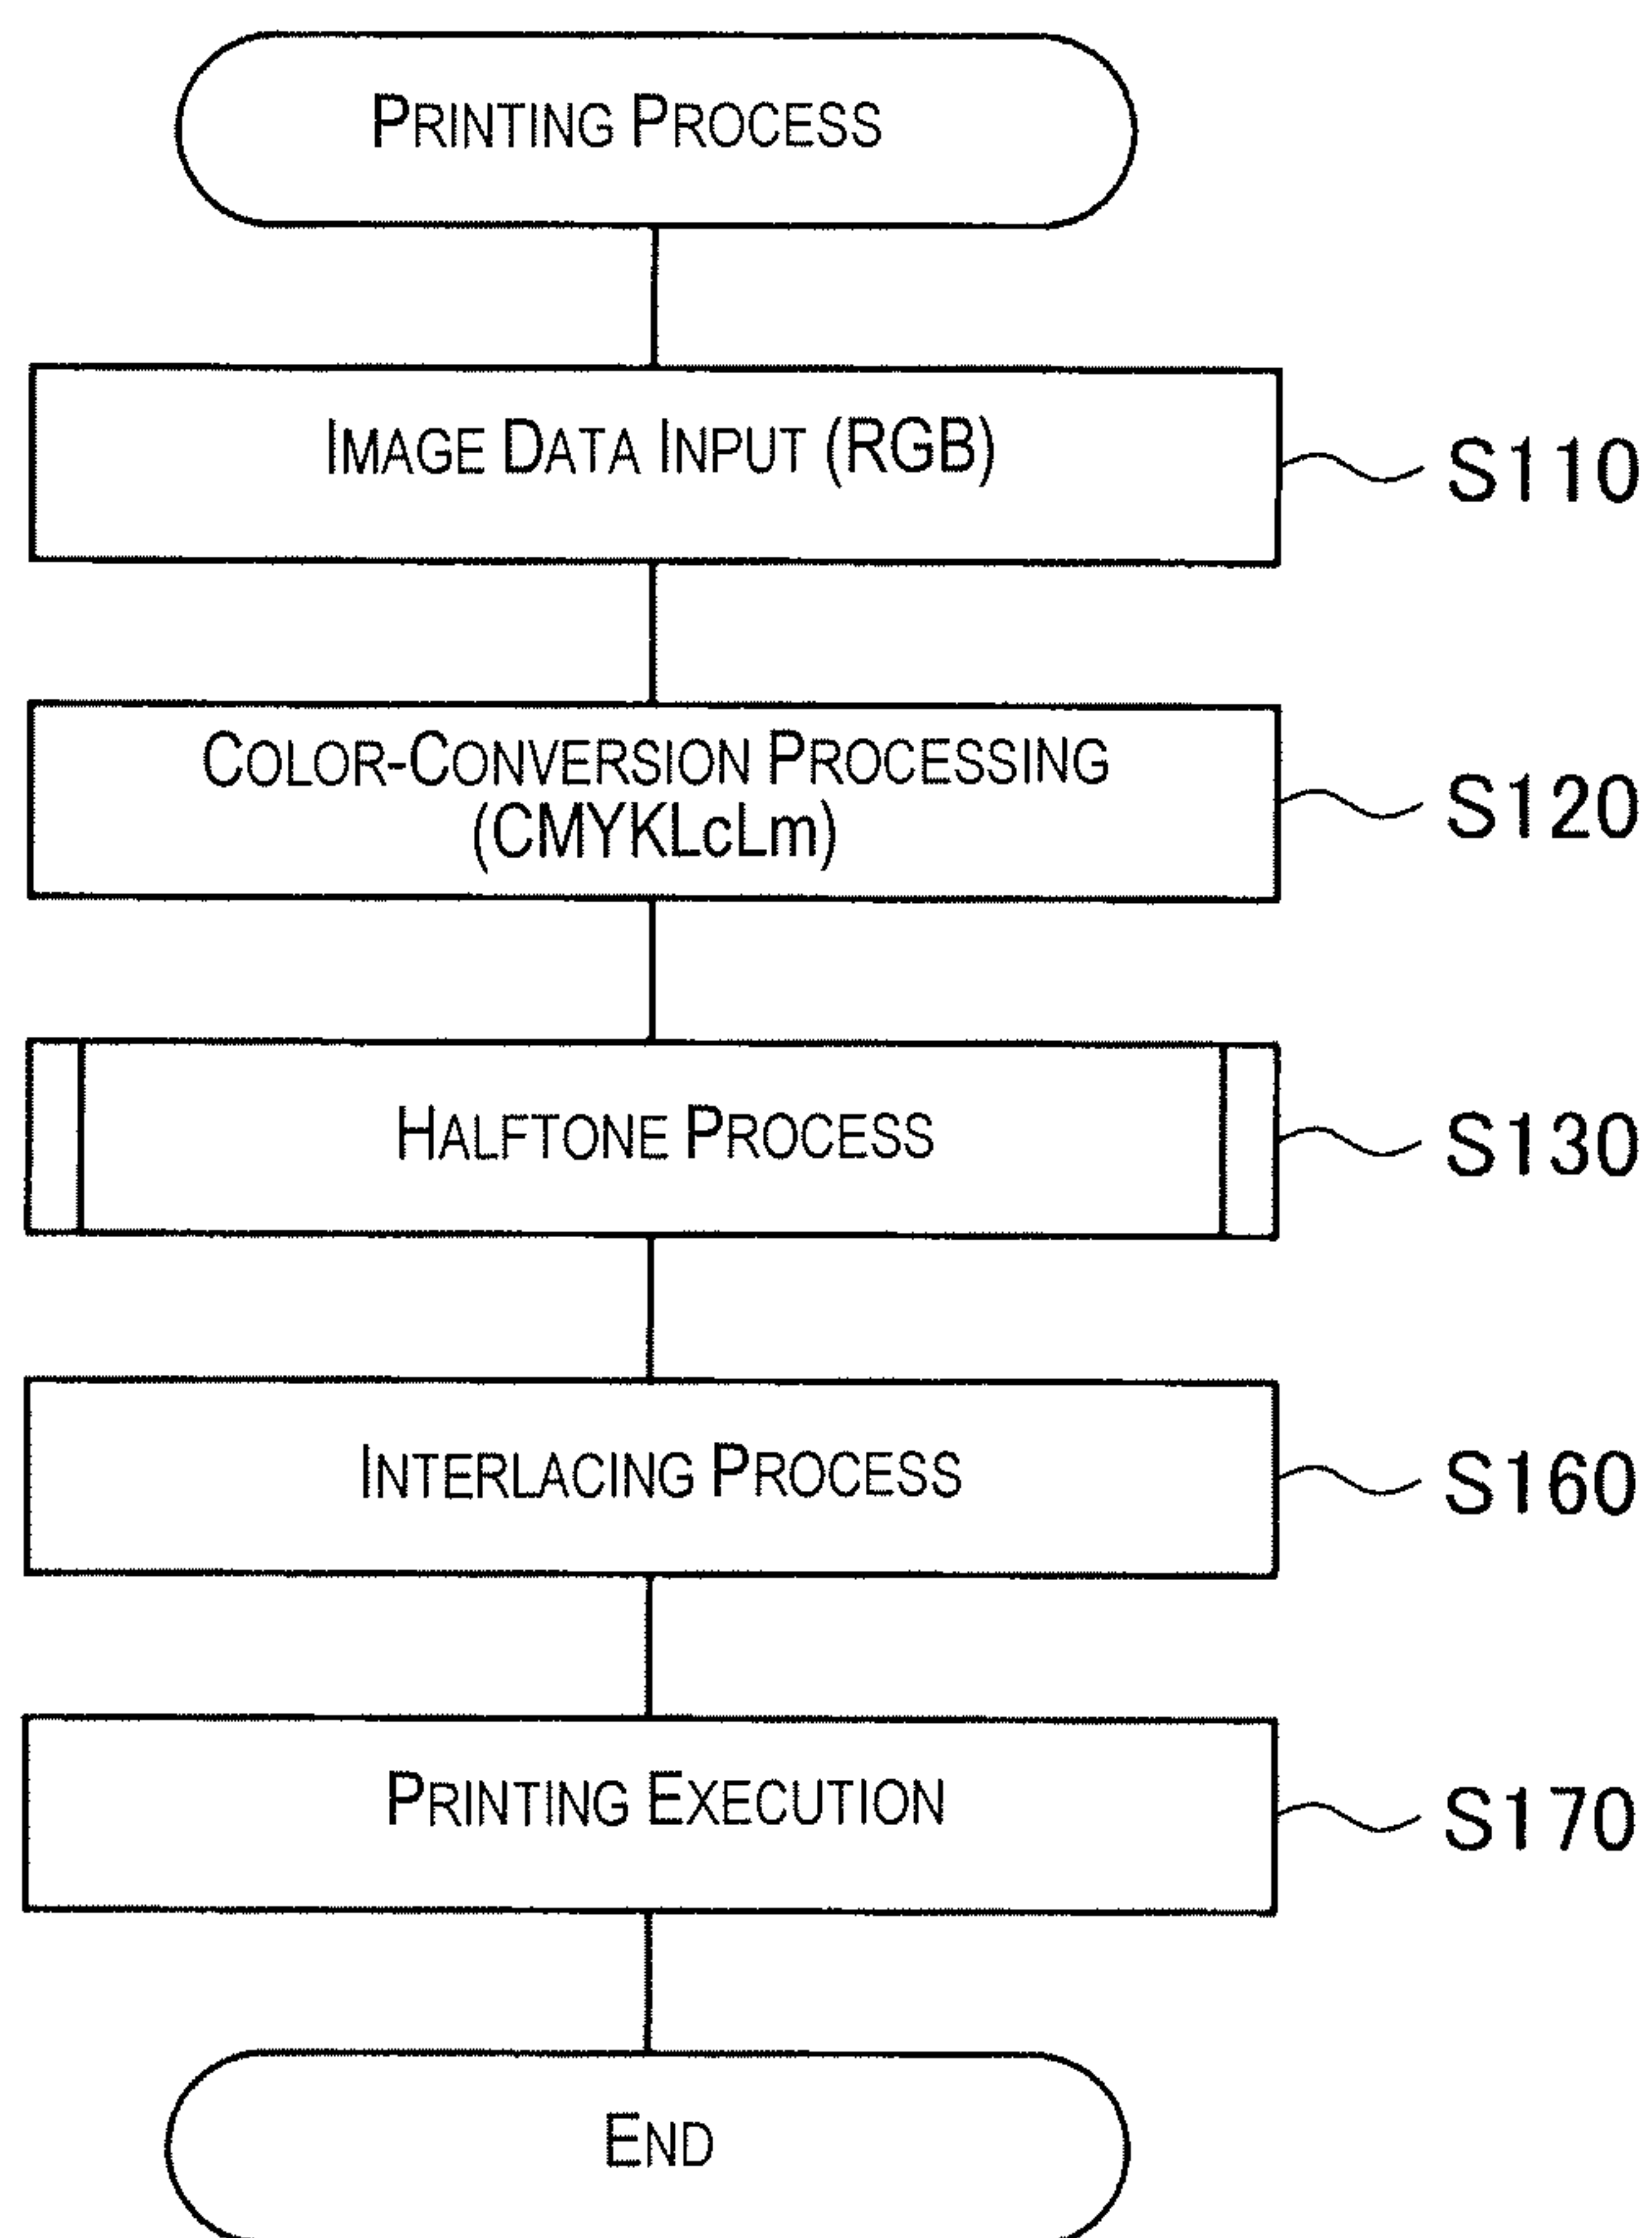 PRINTING PROCESS
IMAGE DATA INPUT (RGB)
S110
COLOR-CONVERSION PROCESSING
(CMYKLcLm)
S120
HALFTONE PROCESS
S130
INTERLACING PROCESS
S160
PRINTING EXECUTION
S170
END